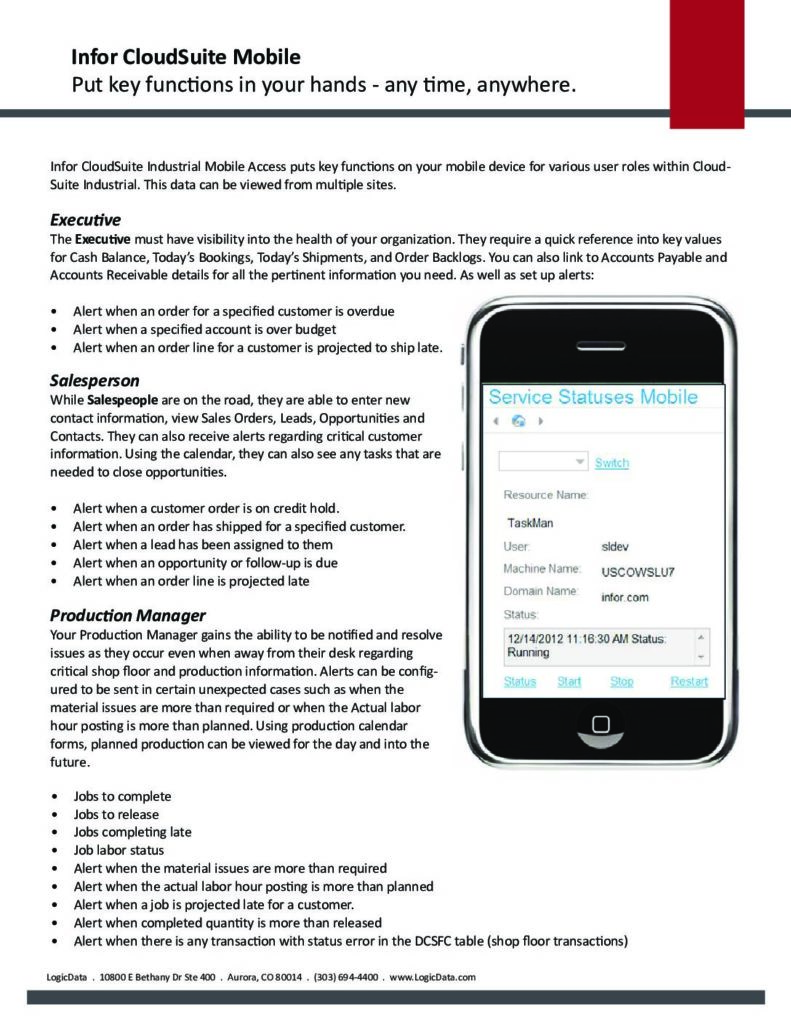 Infor CloudSuite Mobile
Put key functions in your hands - any time, anywhere.
Infor CloudSuite Industrial Mobile Access puts key functions on your mobile device for various user roles within Cloud-
Suite Industrial. This data can be viewed from multiple sites.
Executive
The Executive must have visibility into the health of your organization. They require a quick reference into key values
for Cash Balance, Today's Bookings, Today's Shipments, and Order Backlogs. You can also link to Accounts Payable and
Accounts Receivable details for all the pertinent information you need. As well as set up alerts:
• Alert when an order for a specified customer is overdue
• Alert when a specified account is over budget
• Alert when an order line for a customer is projected to ship late.
Salesperson
While Salespeople are on the road, they are able to enter new
contact information, view Sales Orders, Leads, Opportunities and
Contacts. They can also receive alerts regarding critical customer
information. Using the calendar, they can also see any tasks that are
needed to close opportunities.
• Alert when a customer order is on credit hold.
• Alert when an order has shipped for a specified customer.
• Alert when a lead has been assigned to them
• Alert when an opportunity or follow-up is due
• Alert when an order line is projected late
Production Manager
Your Production Manager gains the ability to be notified and resolve
issues as they occur even when away from their desk regarding
critical shop floor and production information. Alerts can be config-
ured to be sent in certain unexpected cases such as when the
material issues are more than required or when the Actual labor
hour posting is more than planned. Using production calendar
forms, planned production can be viewed for the day and into the
future.
• Jobs to complete
• Jobs to release
• Jobs completing late
• Job labor status
• Alert when the material issues are more than required
• Alert when the actual labor hour posting is more than planned
• Alert when a job is projected late for a customer.
• Alert when completed quantity is more than released
• Alert when there is any transaction with status error in the DCSFC table (shop floor transactions)
Service Statuses Mobile
Switch
Resource Name:
TaskMan
User: sldev
Machine Name: USCOWSLU7
Domain Name: infor.com
Status:
12/14/2012 11:16:30 AM Status:
Running
Status Start Stop Restart
LogicData . 10800 E Bethany Dr Ste 400 . Aurora, CO 80014 . (303) 694-4400 . www.LogicData.com